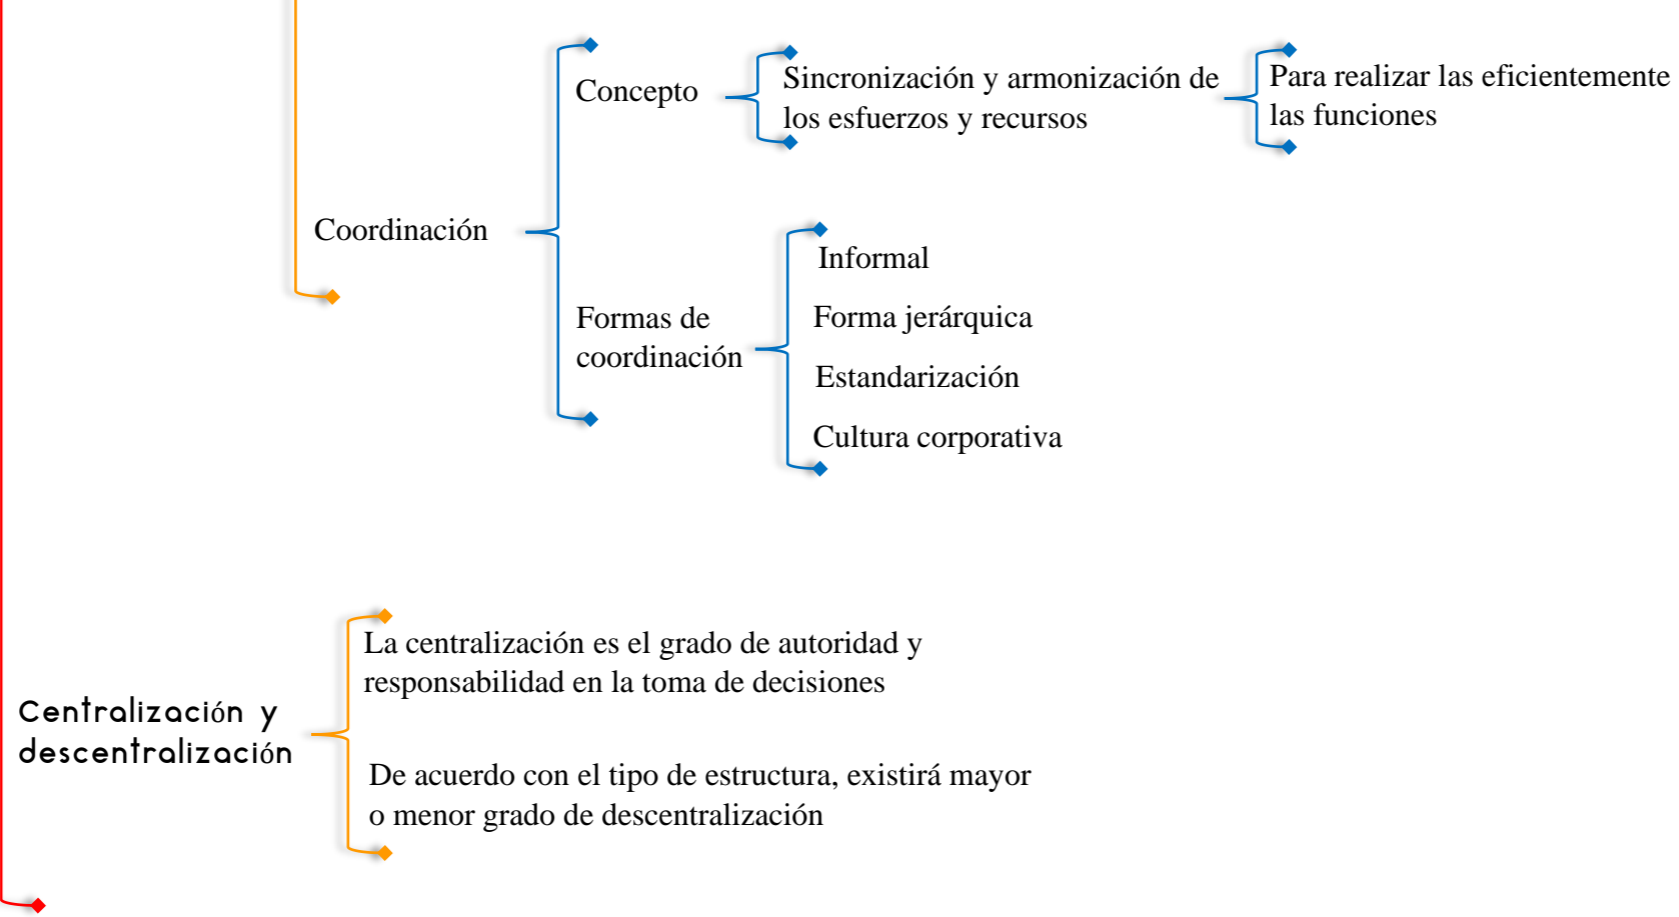 Concepto
Sincronización y armonización de
los esfuerzos y recursos
Para realizar las eficientemente
las funciones
Coordinación
Formas de
coordinación
Informal
Forma jerárquica
Estandarización
Cultura corporativa
Centralización y
descentralización
La centralización es el grado de autoridad y
responsabilidad en la toma de decisiones
De acuerdo con el tipo de estructura, existirá mayor
o menor grado de descentralización